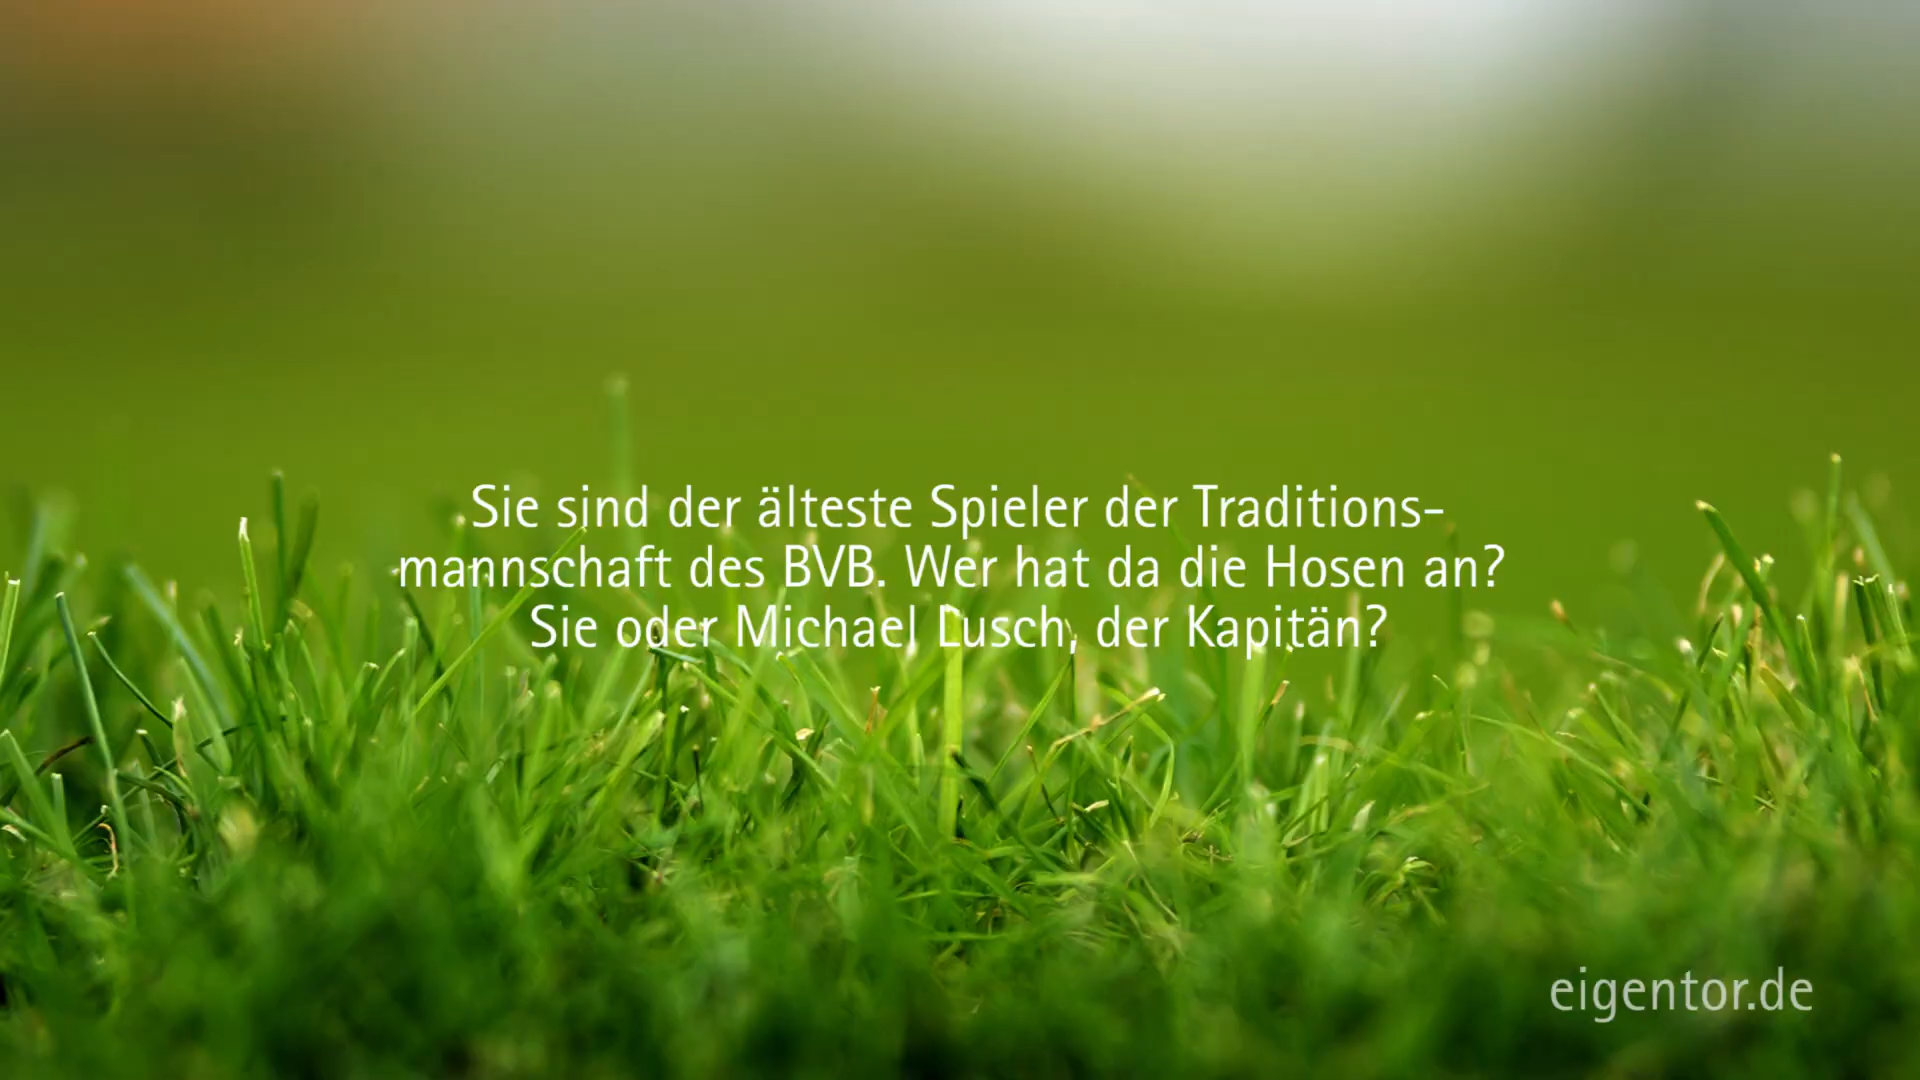 Sie sind der älteste Spieler der Traditions-
mannschaft des BVB. Wer hat da die Hosen an?
Sie oder Michael Lusch, der Kapitän?
eigentor.de